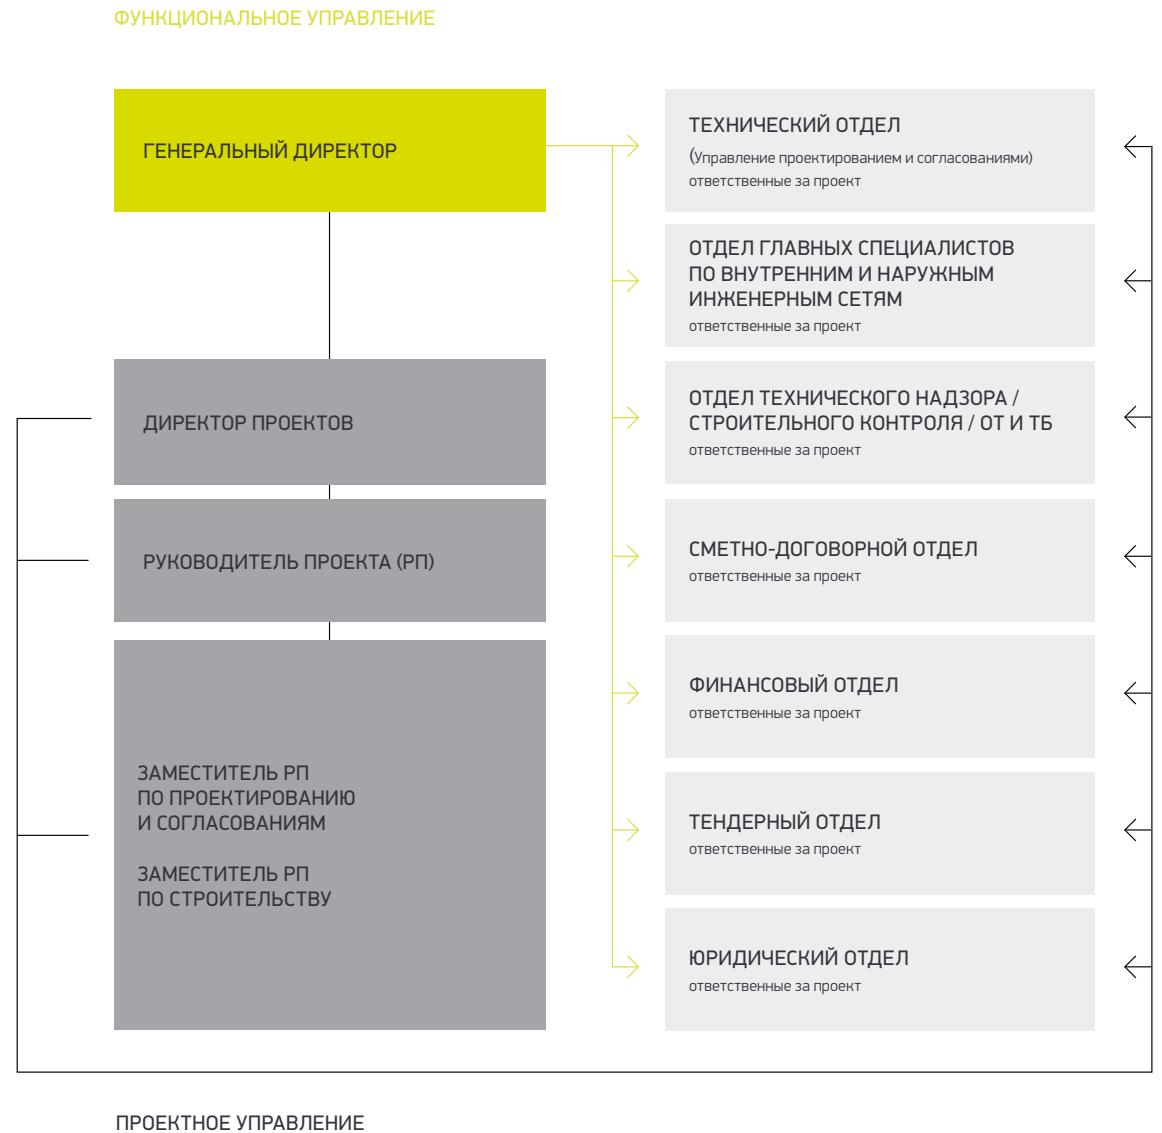 ФУНКЦИОНАЛЬНОЕ УПРАВЛЕНИЕ
ГЕНЕРАЛЬНЫЙ ДИРЕКТОР
ДИРЕКТОР ПРОЕКТОВ
РУКОВОДИТЕЛЬ ПРОЕКТА (РП)
ЗАМЕСТИТЕЛЬ РП
ПО ПРОЕКТИРОВАНИЮ
И СОГЛАСОВАНИЯМ
ЗАМЕСТИТЕЛЬ РП
ПО СТРОИТЕЛЬСТВУ
ТЕХНИЧЕСКИЙ ОТДЕЛ
(Управление проектированием и согласованиями)
ответственные за проект
ОТДЕЛ ГЛАВНЫХ СПЕЦИАЛИСТОВ
ПО ВНУТРЕННИМ И НАРУЖНЫМ
ИНЖЕНЕРНЫМ СЕТЯМ
ответственные за проект
ОТДЕЛ ТЕХНИЧЕСКОГО НАДЗОРА /
СТРОИТЕЛЬНОГО КОНТРОЛЯ / ОТ И ТБ
ответственные за проект
СМЕТНО-ДОГОВОРНОЙ ОТДЕЛ
ответственные за проект
ФИНАНСОВЫЙ ОТДЕЛ
ответственные за проект
ТЕНДЕРНЫЙ ОТДЕЛ
ответственные за проект
ЮРИДИЧЕСКИЙ ОТДЕЛ
ответственные за проект
ПРОЕКТНОЕ УПРАВЛЕНИЕ